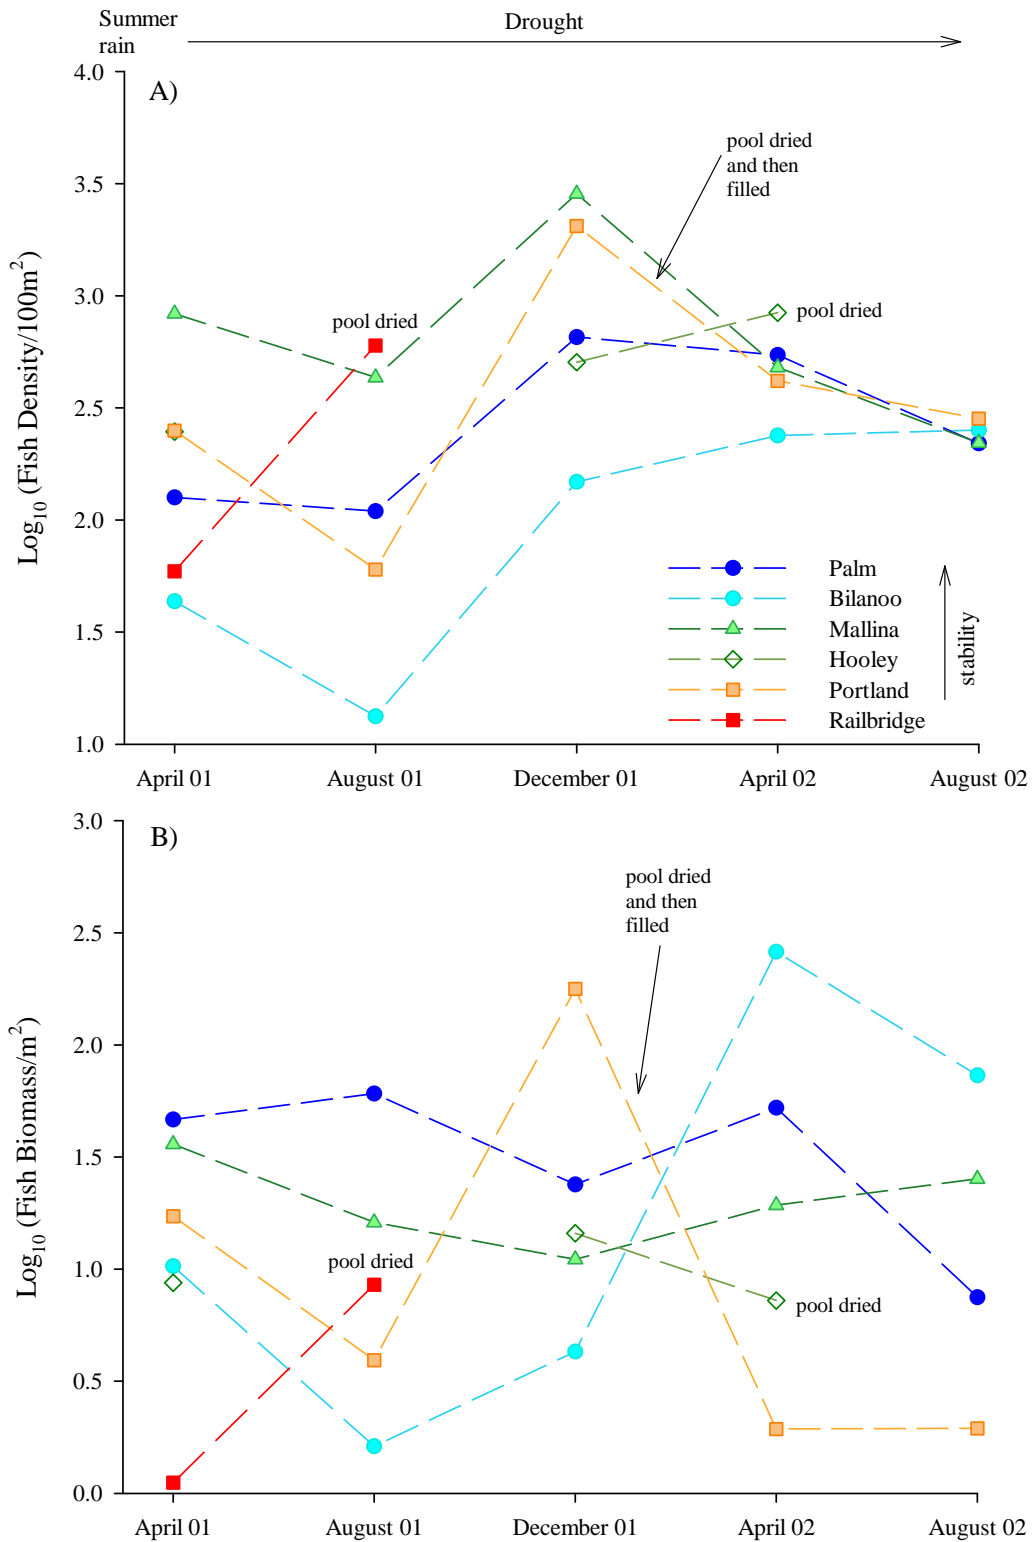 Summer
rain
Drought
A)
4.0
3.5
3.0
2.5
2.0
1.5
1.0
Log10 (Fish Density/100m2)
pool dried
and then
filled
pool dried
pool dried
Palm
Bilanoo
Mallina
Hooley
Portland
Railbridge
stability
April 01 August 01 December 01 April 02 August 02
B)
3.0
2.5
2.0
1.5
1.0
0.5
0.0
Log10 (Fish Biomass/m2)
pool dried
and then
filled
pool dried
pool dried
April 01 August 01 December 01 April 02 August 02